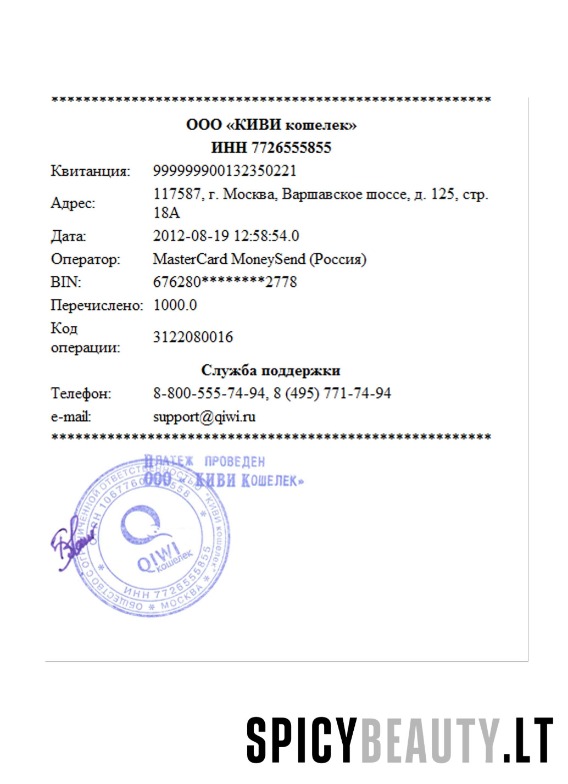 *******************************************************
ООО «КИВИ кошелек»
ИНН 7726555855
Квитанция: 999999900132350221
Адрес: 117587, г. Москва, Варшавское шоссе, д. 125, стр.
18А
Дата: 2012-08-19 12:58:54.0
Оператор: MasterCard MoneySend (Россия)
BIN: 676280********2778
Перечислено: 1000.0
Код
операции: 3122080016
Служба поддержки
Телефон: 8-800-555-74-94, 8 (495) 771-74-94
e-mail: support@qiwi.ru
*******************************************************
ПЛАТЕЖ ПРОВЕДЕН
ООО - КИВИ КОШЕЛЕК»
ОБЩЕСТВО С ОГРАНИЧЕННОЙ ОТВЕТСТВЕННОСТЬЮ "КИВИ кошелек"
* МОСКВА *
ИНН 7726555855
QIWI
кошелек
SPICYBEAUTY.LT